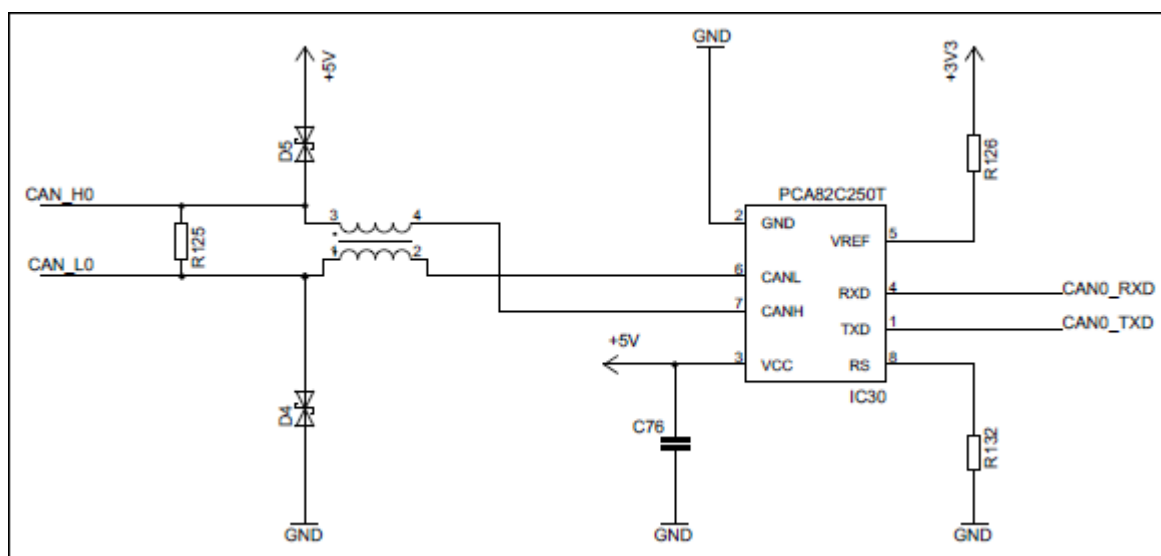 GND
+5V
+3V3
D5
R126
CAN_H0
PCA82C250T
3 4
2 GND
R125
VREF 5
CAN_L0
1 2
6 CANL
RXD 4 CAN0_RXD
7 CANH
TXD 1 CAN0_TXD
+5V
3 VCC
RS 8
IC30
D4
C76
R132
GND
GND
GND